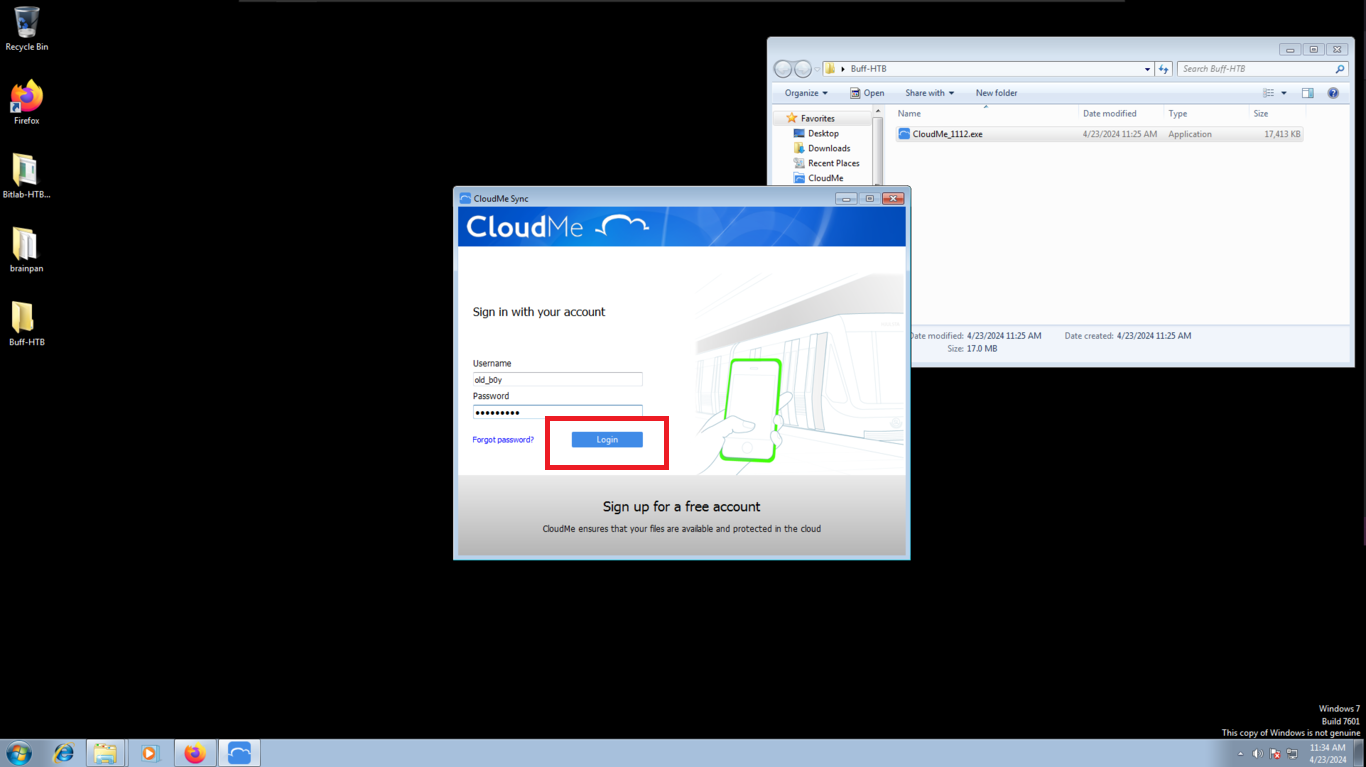 Recycle Bin
Firefox
Bitlab-HTB...
brainpan
Buff-HTB
Buff-HTB
Search Buff-HTB
Organize
Open
Share with
New folder
Favorites
Desktop
Downloads
Recent Places
CloudMe
Name Date modified Type Size
CloudMe_1112.exe 4/23/2024 11:25 AM Application 17,413 KB
Date modified: 4/23/2024 11:25 AM Date created: 4/23/2024 11:25 AM
Size: 17.0 MB
CloudMe Sync
CloudMe
Sign in with your account
Username
old_b0y
Password
•••••••••
Forgot password? Login
Sign up for a free account
CloudMe ensures that your files are available and protected in the cloud
Windows 7
Build 7601
This copy of Windows is not genuine
11:34 AM
4/23/2024